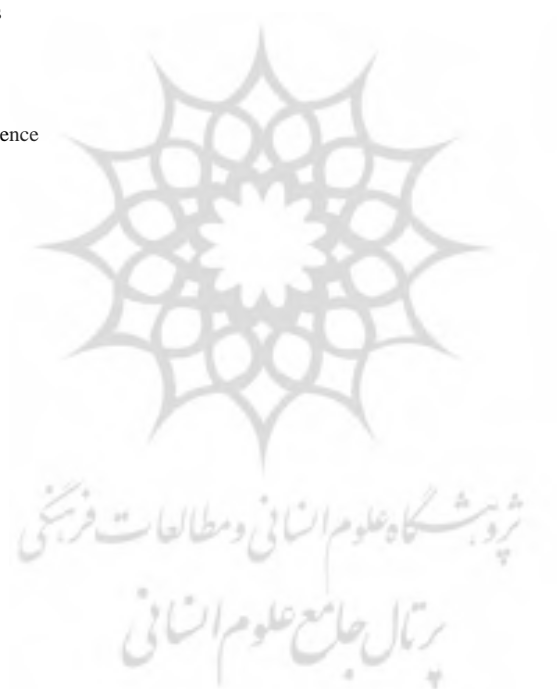 s
ence
پژوهشگاه علوم انسانی و مطالعات فرهنگی
پرتال جامع علوم انسانی